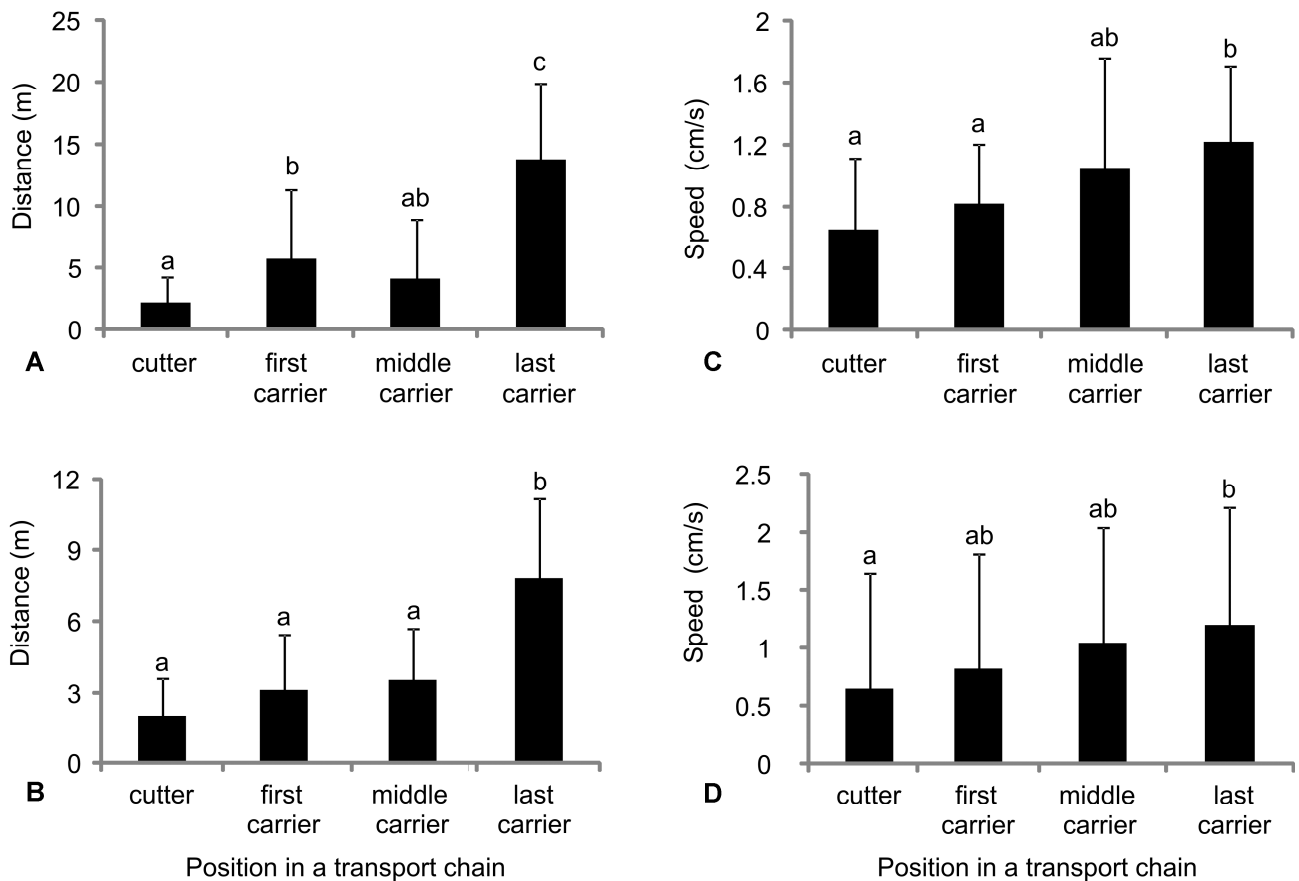 25
20
15
10
5
0
Distance (m)
a
b
ab
c
cutter
first
carrier
middle
carrier
last
carrier
A
2
1.6
1.2
0.8
0.4
0
Speed (cm/s)
a
a
ab
b
cutter
first
carrier
middle
carrier
last
carrier
C
12
9
6
3
0
Distance (m)
a
a
a
b
cutter
first
carrier
middle
carrier
last
carrier
B
Position in a transport chain
2.5
2
1.5
1
0.5
0
Speed (cm/s)
a
ab
ab
b
cutter
first
carrier
middle
carrier
last
carrier
D
Position in a transport chain